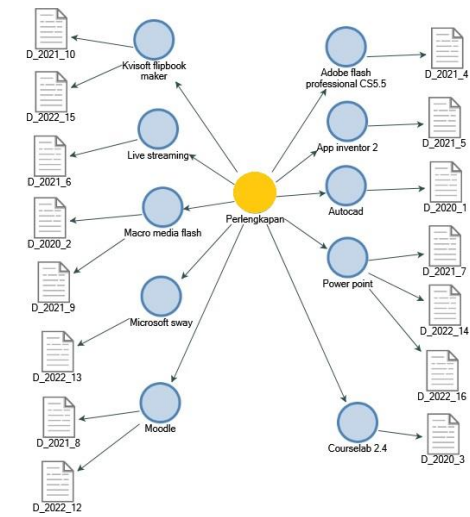 D_2021_10
Kvisoft flipbook
maker
Adobe flash
professional CS5.5
D_2021_4
D_2022_15
App inventor 2
D_2021_5
Live streaming
D_2021_6
Perlengkapan
Autocad
D_2020_1
D_2020_2
Macro media flash
D_2021_7
Power point
D_2021_9
Microsoft sway
D_2022_14
D_2022_13
D_2022_16
D_2021_8
Moodle
Courselab 2.4
D_2020_3
D_2022_12